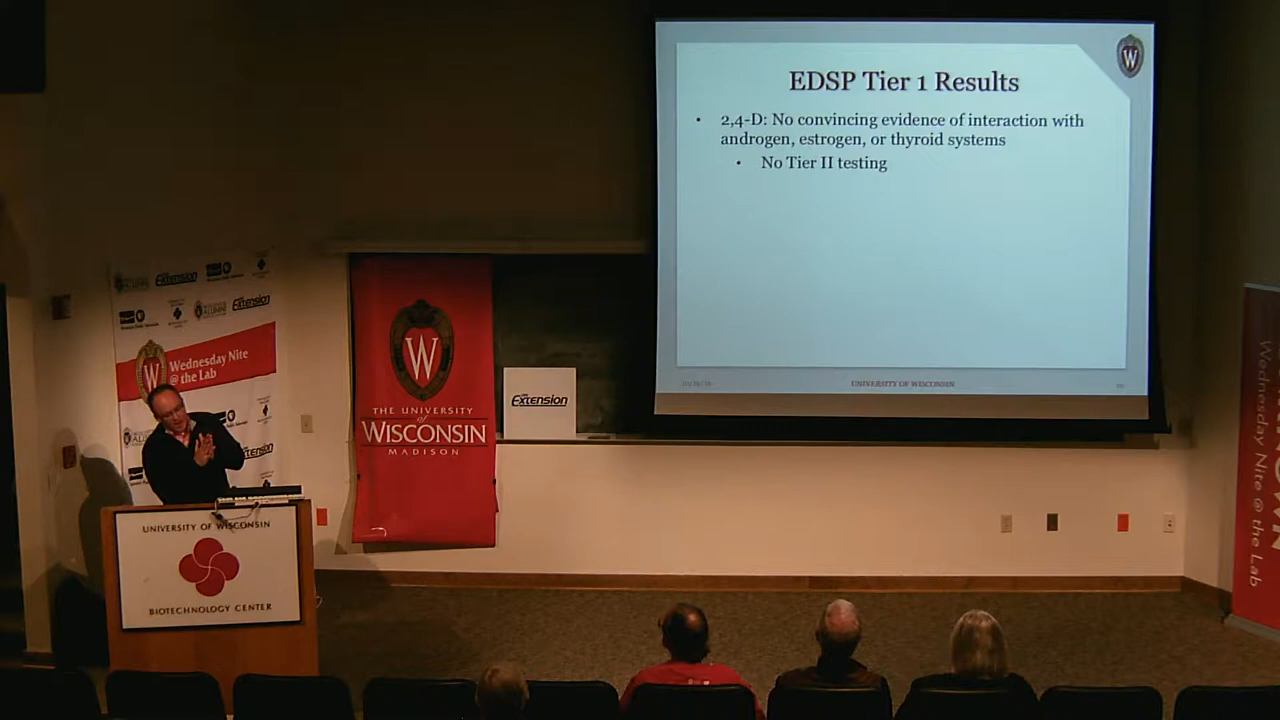 EDSP Tier 1 Results
• 2,4-D: No convincing evidence of interaction with
androgen, estrogen, or thyroid systems
• No Tier II testing
UNIVERSITY OF WISCONSIN
W
Extension
Extension
Extension
Wednesday Nite
@ the Lab
W
W
THE UNIVERSITY
of
WISCONSIN
MADISON
Extension
UNIVERSITY OF WISCONSIN
BIOTECHNOLOGY CENTER
Wednesday Nite @ the Lab